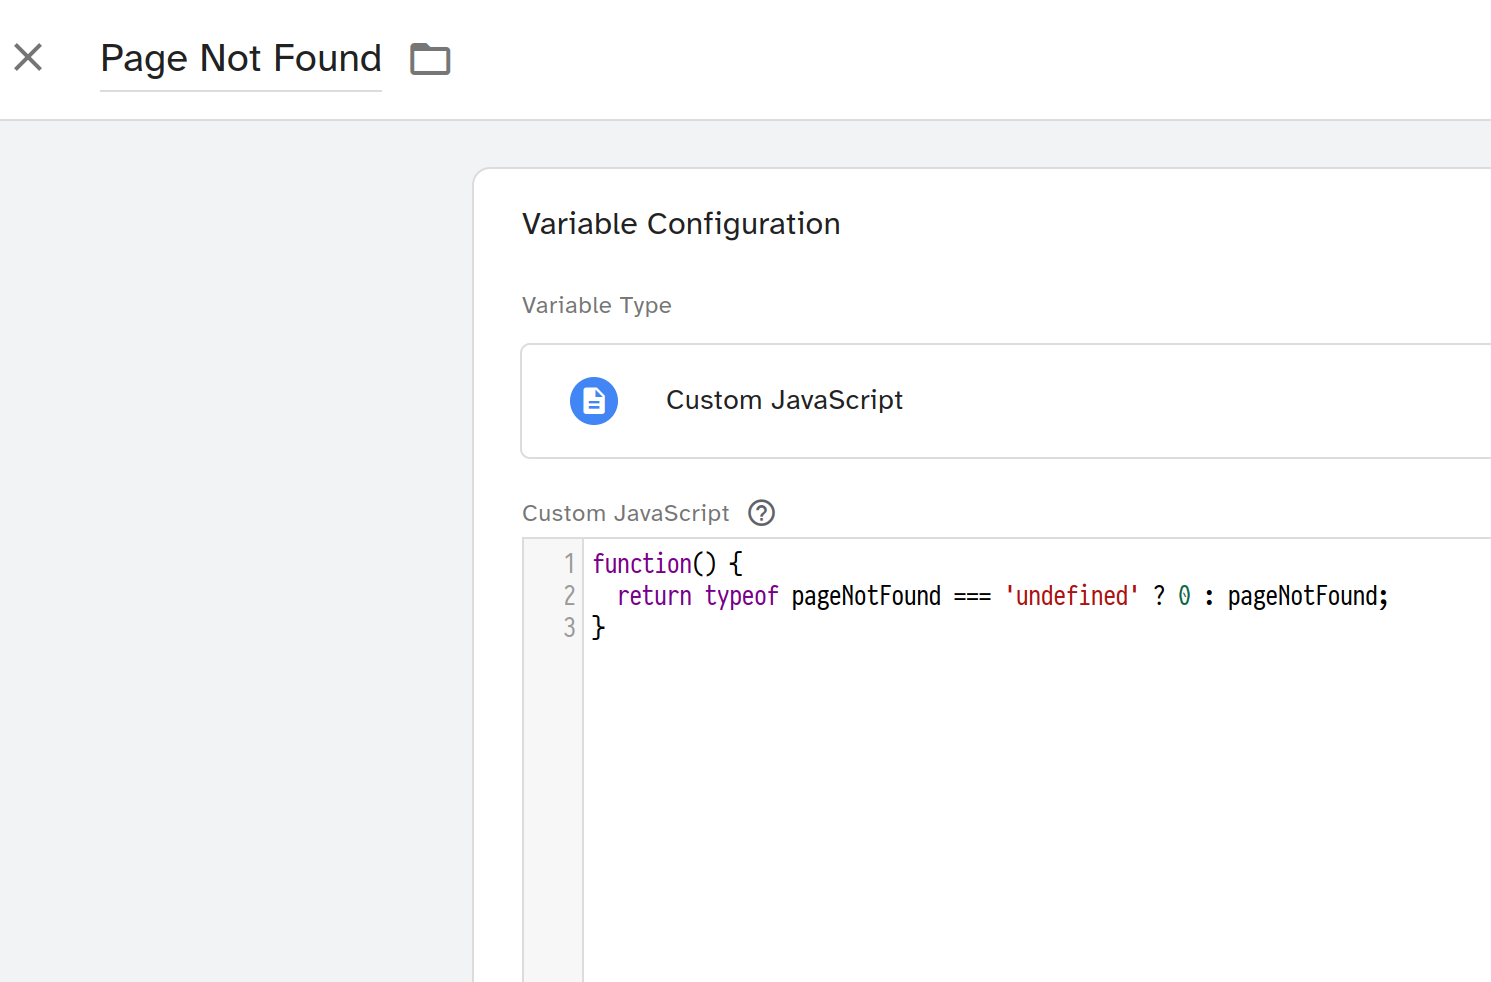 Page Not Found
Variable Configuration
Variable Type
Custom JavaScript
Custom JavaScript ?
1 function() {
2   return typeof pageNotFound === 'undefined' ? 0 : pageNotFound;
3 }